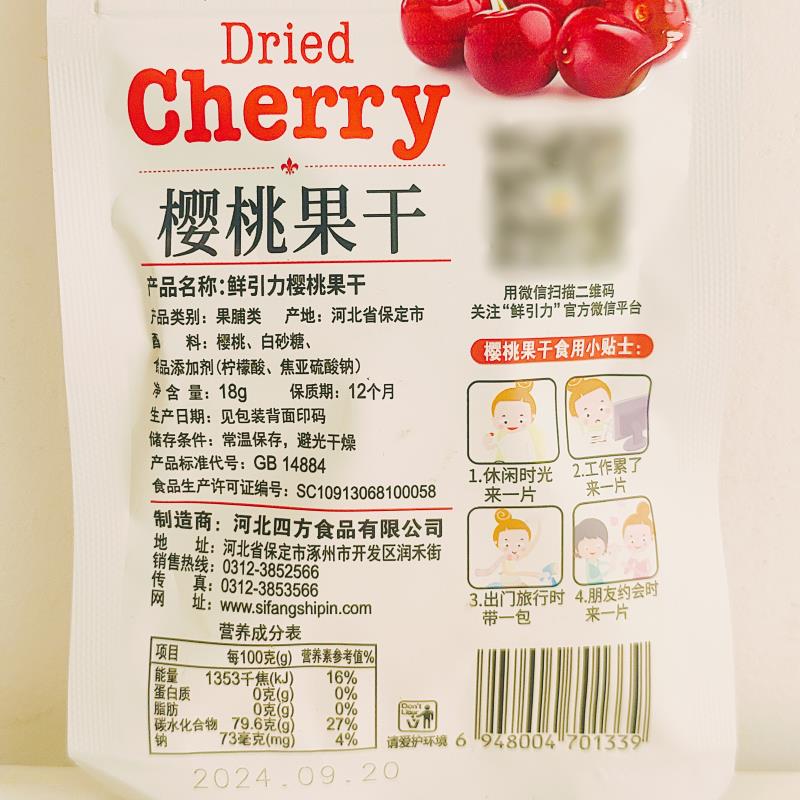 Dried
Cherry
樱桃果干
产品名称:鲜引力樱桃果干
产品类别: 果脯类 产地: 河北省保定市
料: 樱桃、白砂糖、
食品添加剂(柠檬酸、焦亚硫酸钠)
净含量: 18g 保质期: 12个月
生产日期: 见包装背面印码
储存条件: 常温保存，避光干燥
产品标准代号: GB 14884
食品生产许可证编号: SC10913068100058
制造商: 河北四方食品有限公司
地 址: 河北省保定市涿州市开发区润禾街
销售热线: 0312-3852566
传 真: 0312-3853566
网 址: www.sifangshipin.com
营养成分表
项目 每100克(g) 营养素参考值%
能量 1353千焦(kJ) 16%
蛋白质 0克(g) 0%
脂肪 0克(g) 0%
碳水化合物 79.6克(g) 27%
钠 73毫克(mg) 4%
2024.09.20
用微信扫描二维码
关注“鲜引力”官方微信平台
樱桃果干食用小贴士:
1.休闲时光
来一片
2.工作累了
来一片
3.出门旅行时
带一包
4.朋友约会时
来一片
Don't
Litter
请爱护环境
6 948004 701339